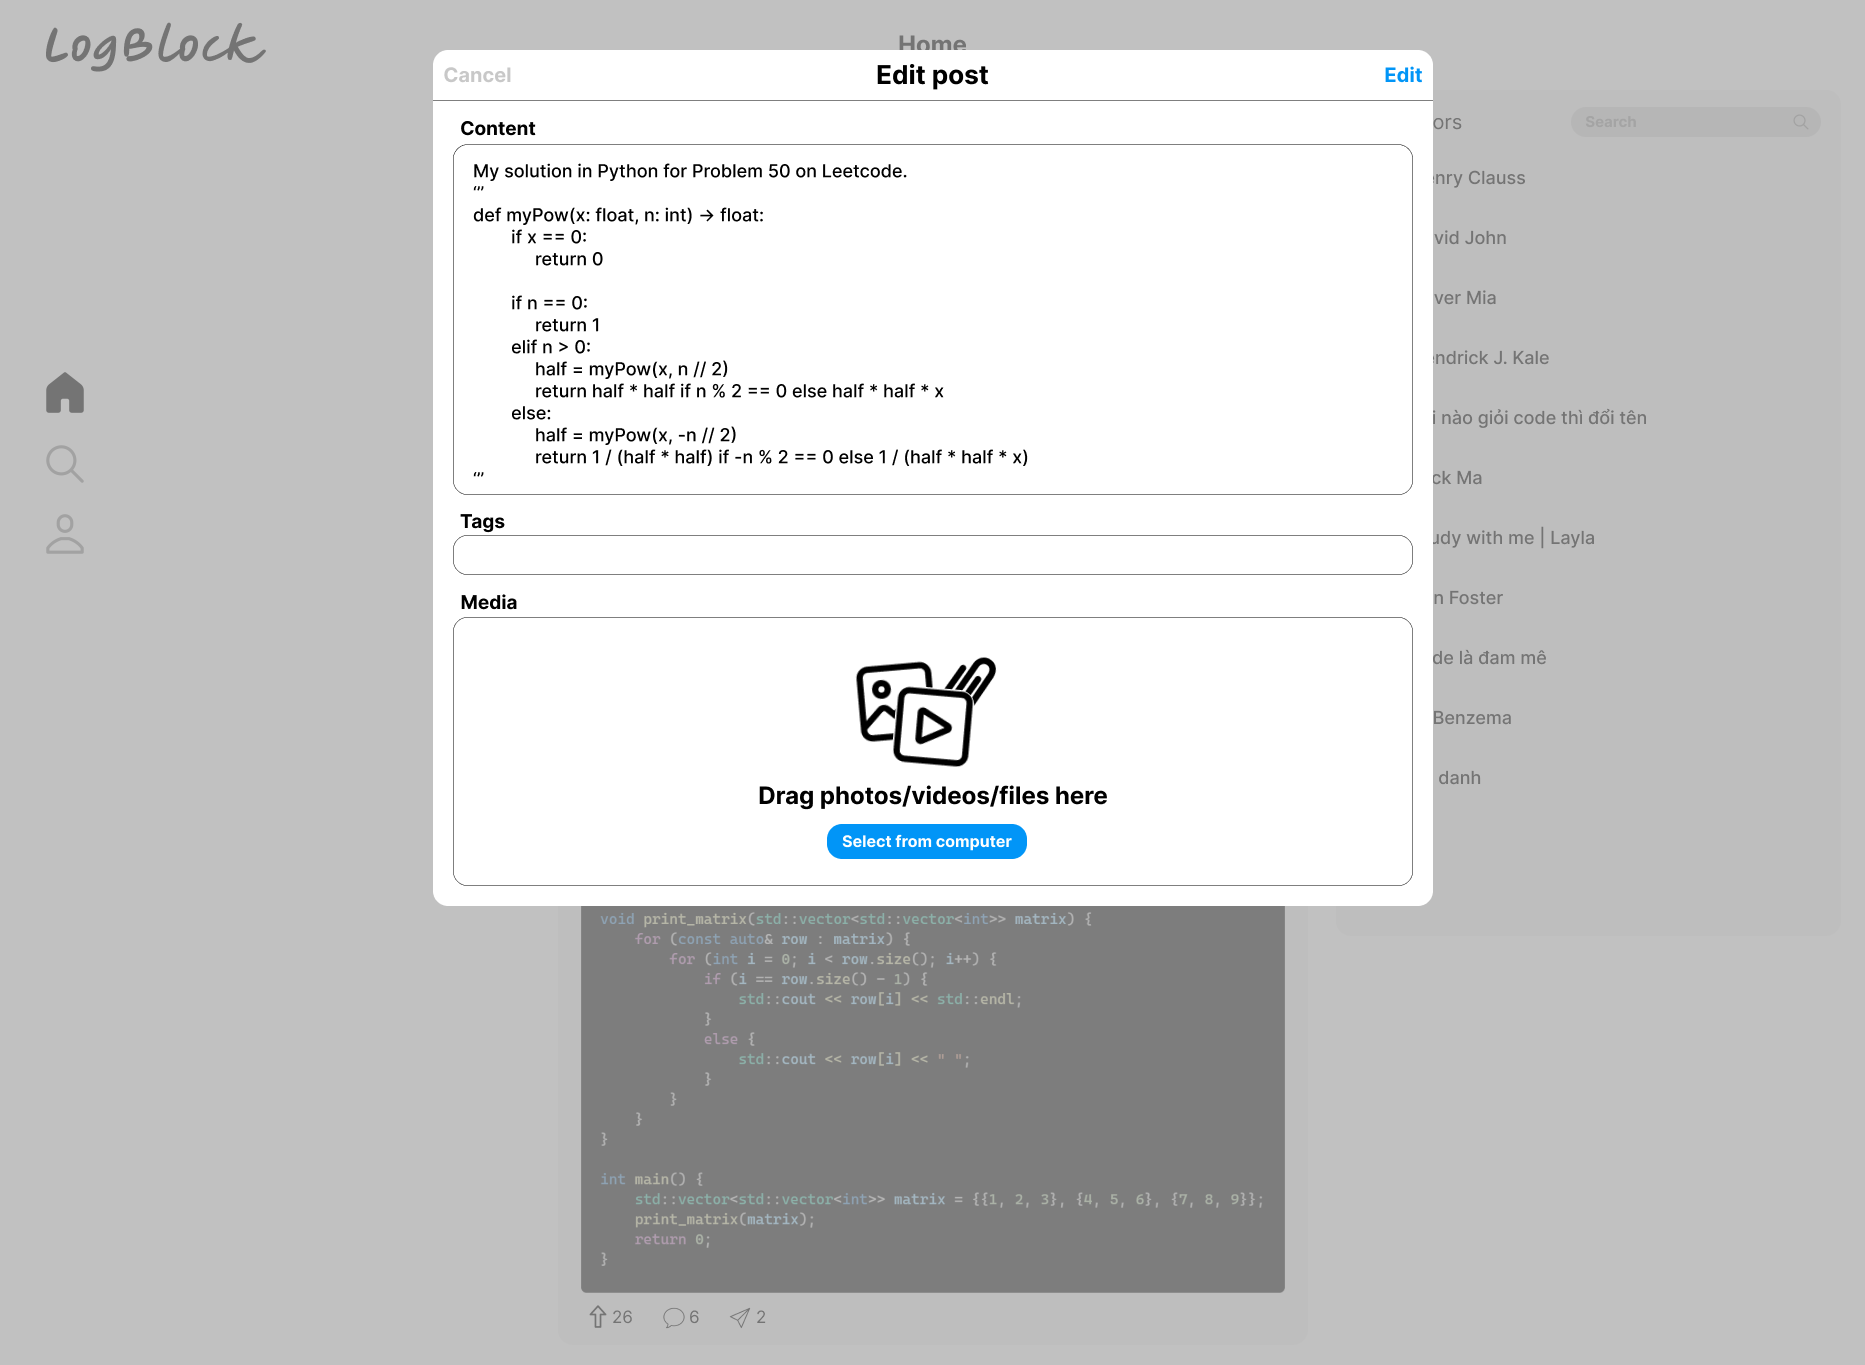 LogBlock
Home
Cancel
Edit post
Edit
Content
My solution in Python for Problem 50 on Leetcode.
‘’’
def myPow(x: float, n: int) → float:
if x == 0:
return 0
if n == 0:
return 1
elif n > 0:
half = myPow(x, n // 2)
return half * half if n % 2 == 0 else half * half * x
else:
half = myPow(x, -n // 2)
return 1 / (half * half) if -n % 2 == 0 else 1 / (half * half * x)
‘’’
Tags
Media
Drag photos/videos/files here
Select from computer
ors
Search
nry Clauss
vid John
ver Mia
ndrick J. Kale
i nào giỏi code thì đổi tên
ck Ma
udy with me | Layla
n Foster
de là đam mê
Benzema
danh
void print_matrix(std::vector<std::vector<int>> matrix) {
for (const auto& row : matrix) {
for (int i = 0; i < row.size(); i++) {
if (i == row.size() - 1) {
std::cout << row[i] << std::endl;
}
else {
std::cout << row[i] << " ";
}
}
}
}
int main() {
std::vector<std::vector<int>> matrix = {{1, 2, 3}, {4, 5, 6}, {7, 8, 9}};
print_matrix(matrix);
return 0;
}
26 6 2